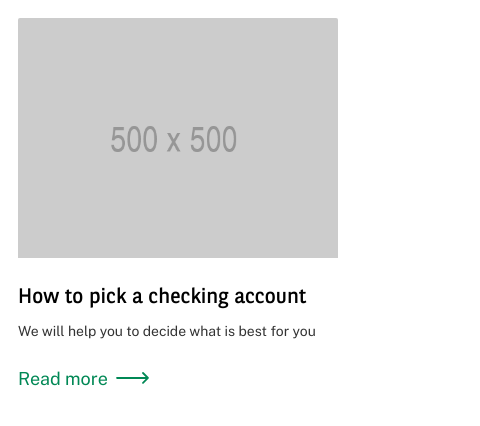 500 x 500
How to pick a checking account
We will help you to decide what is best for you
Read more